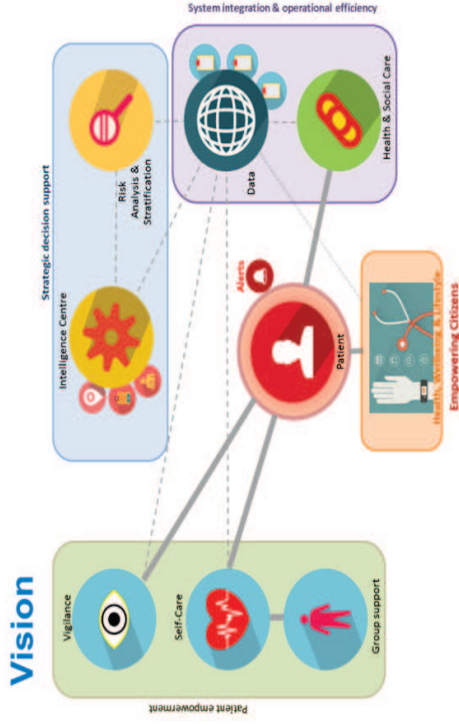 Vision
Strategic decision support
System integration & operational efficiency
Patient empowerment
Vigilance
Intelligence Centre
Risk
Analysis &
Stratification
Self-Care
Alerts
Data
Group support
Patient
Health & Social Care
Health, Wellbeing & Lifestyle
Empowering Citizens